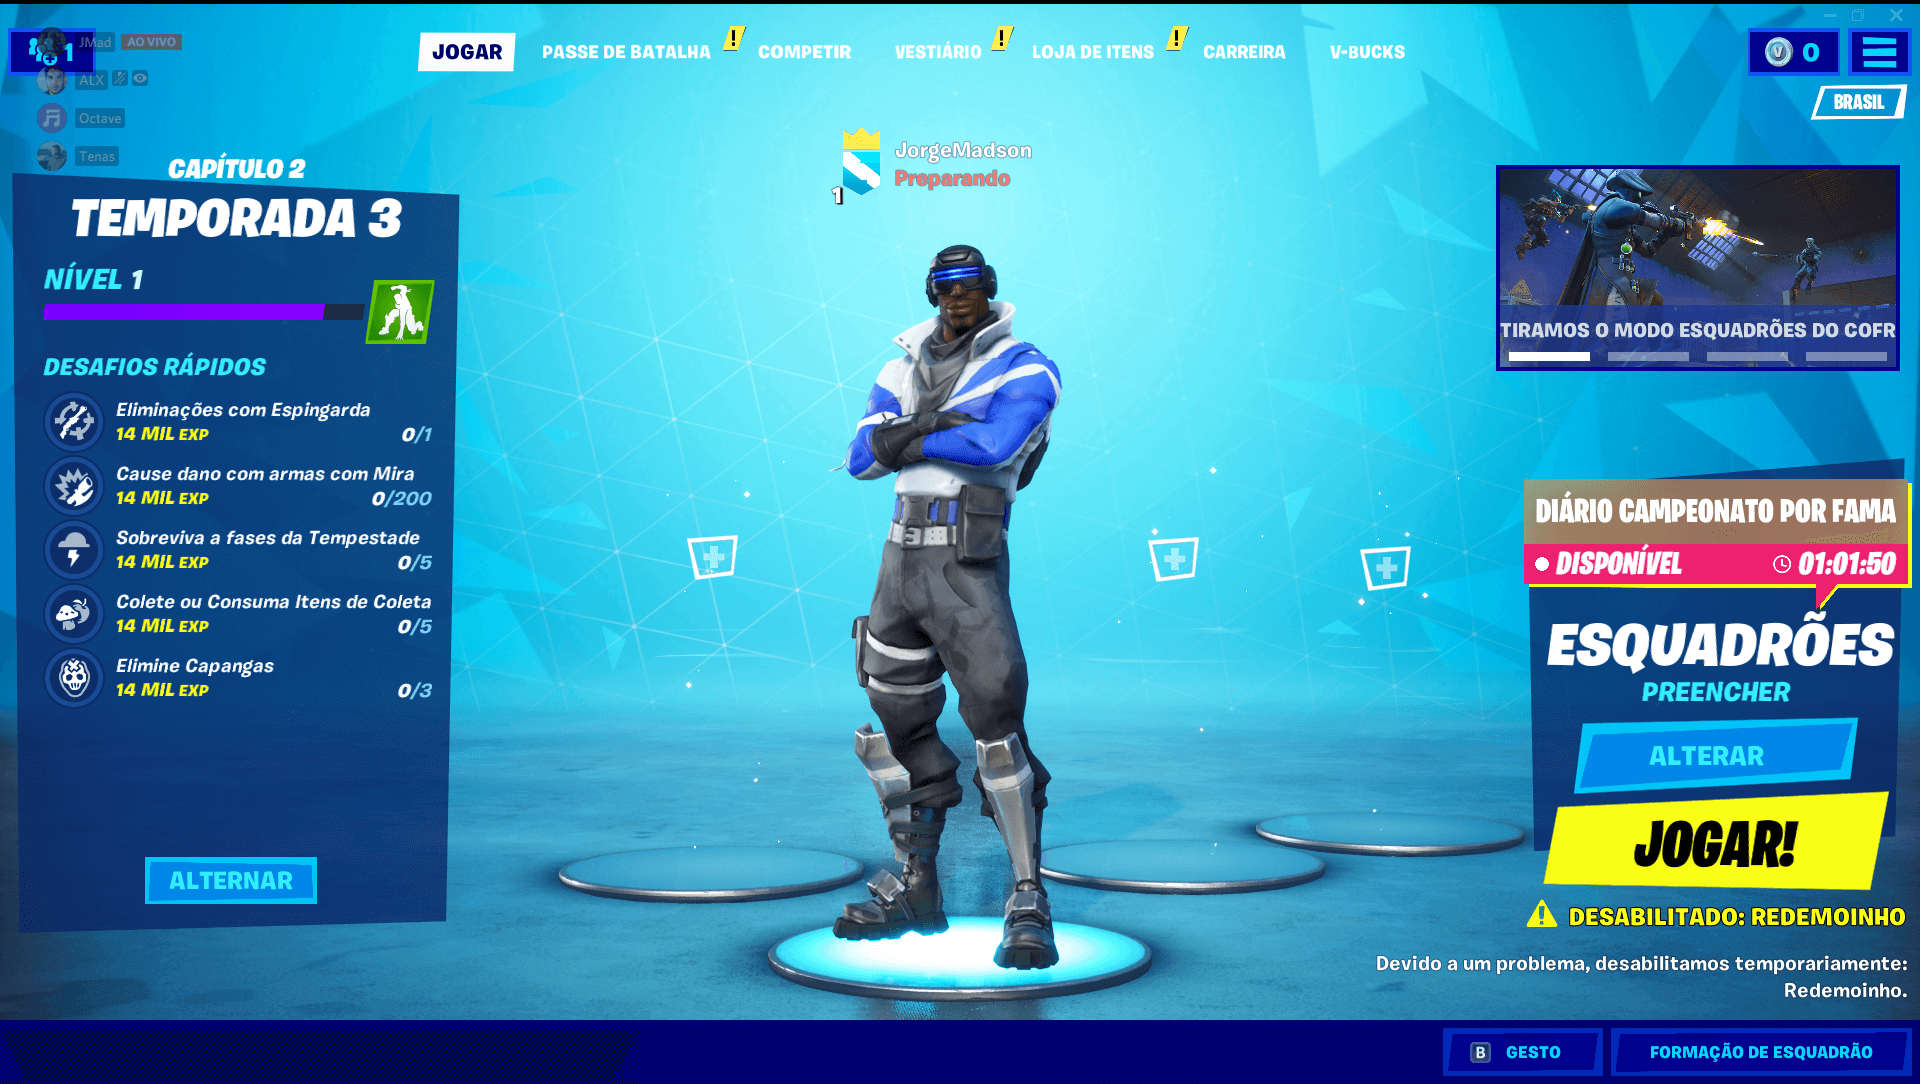 JMad AO VIVO
1
ALX
Octave
Tenas
JOGAR
PASSE DE BATALHA
!
COMPETIR
VESTIÁRIO
!
LOJA DE ITENS
!
CARREIRA
V-BUCKS
V 0
BRASIL
CAPÍTULO 2
TEMPORADA 3
NÍVEL 1
DESAFIOS RÁPIDOS
Eliminações com Espingarda
14 MIL EXP 0/1
Cause dano com armas com Mira
14 MIL EXP 0/200
Sobreviva a fases da Tempestade
14 MIL EXP 0/5
Colete ou Consuma Itens de Coleta
14 MIL EXP 0/5
Elimine Capangas
14 MIL EXP 0/3
ALTERNAR
JorgeMadson
Preparando
1
TIRAMOS O MODO ESQUADRÕES DO COFR
DIÁRIO CAMPEONATO POR FAMA
DISPONÍVEL 01:01:50
ESQUADRÕES
PREENCHER
ALTERAR
JOGAR!
DESABILITADO: REDEMOINHO
Devido a um problema, desabilitamos temporariamente:
Redemoinho.
B GESTO
FORMAÇÃO DE ESQUADRÃO